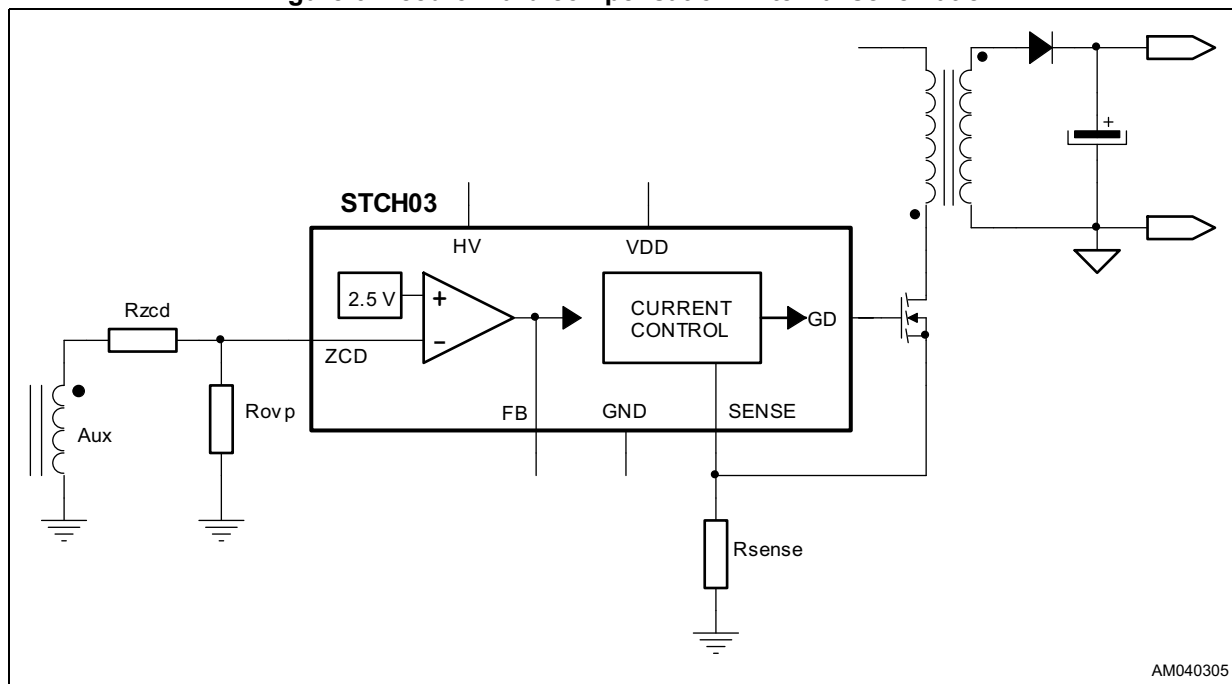 STCH03
HV
VDD
2.5 V
+
−
CURRENT
CONTROL
GD
Rzcd
ZCD
Rovp
Aux
FB
GND
SENSE
Rsense
+
AM040305